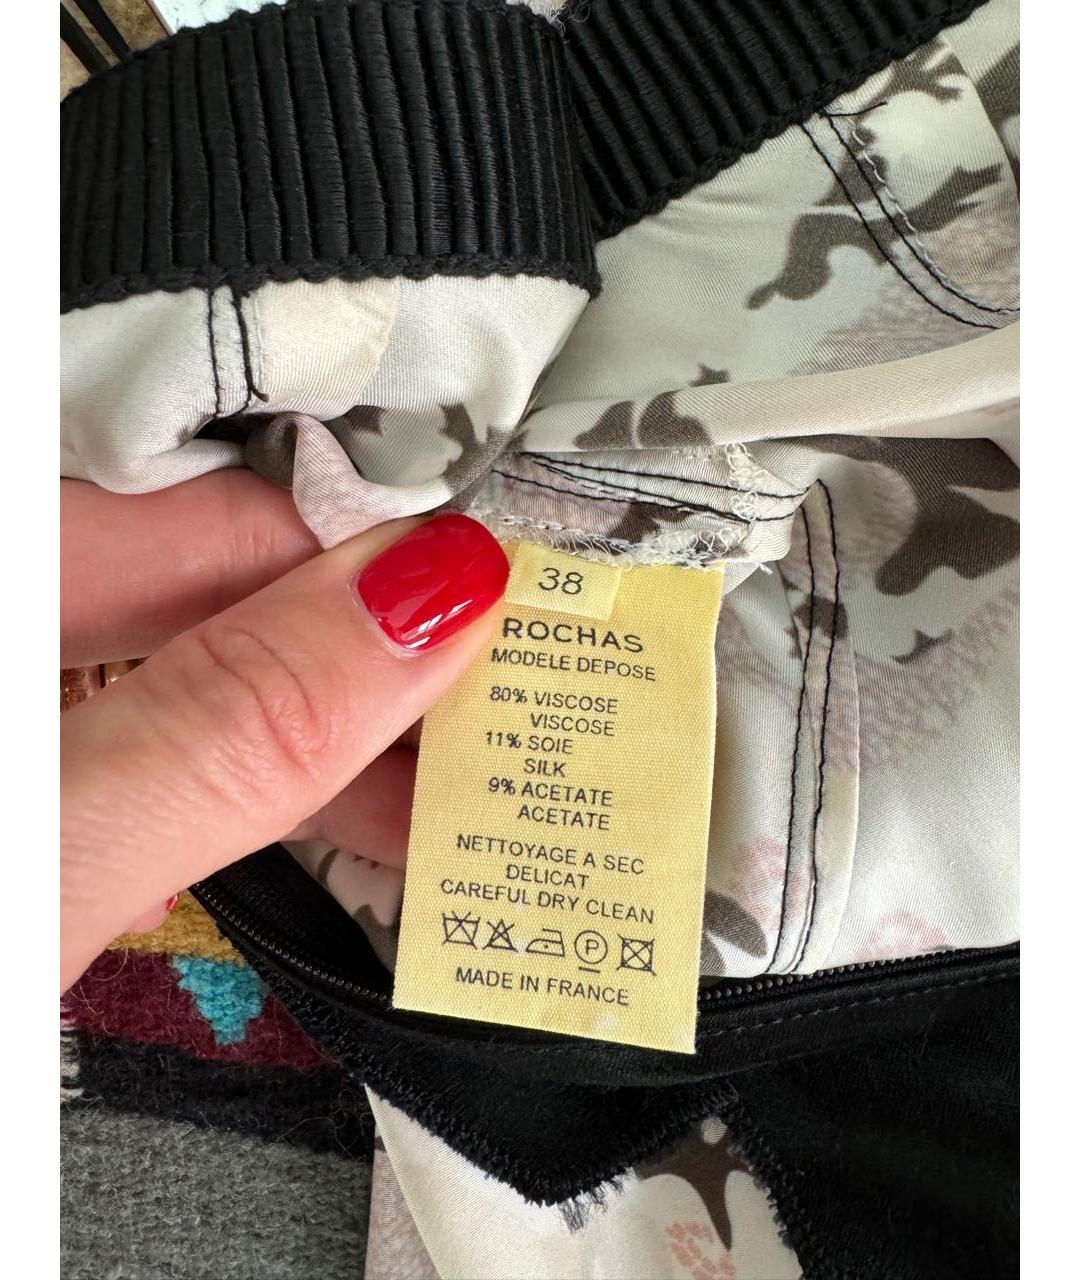 38
ROCHAS
MODELE DEPOSE
80% VISCOSE
VISCOSE
11% SOIE
SILK
9% ACETATE
ACETATE
NETTOYAGE A SEC
DELICAT
CAREFUL DRY CLEAN
P
MADE IN FRANCE